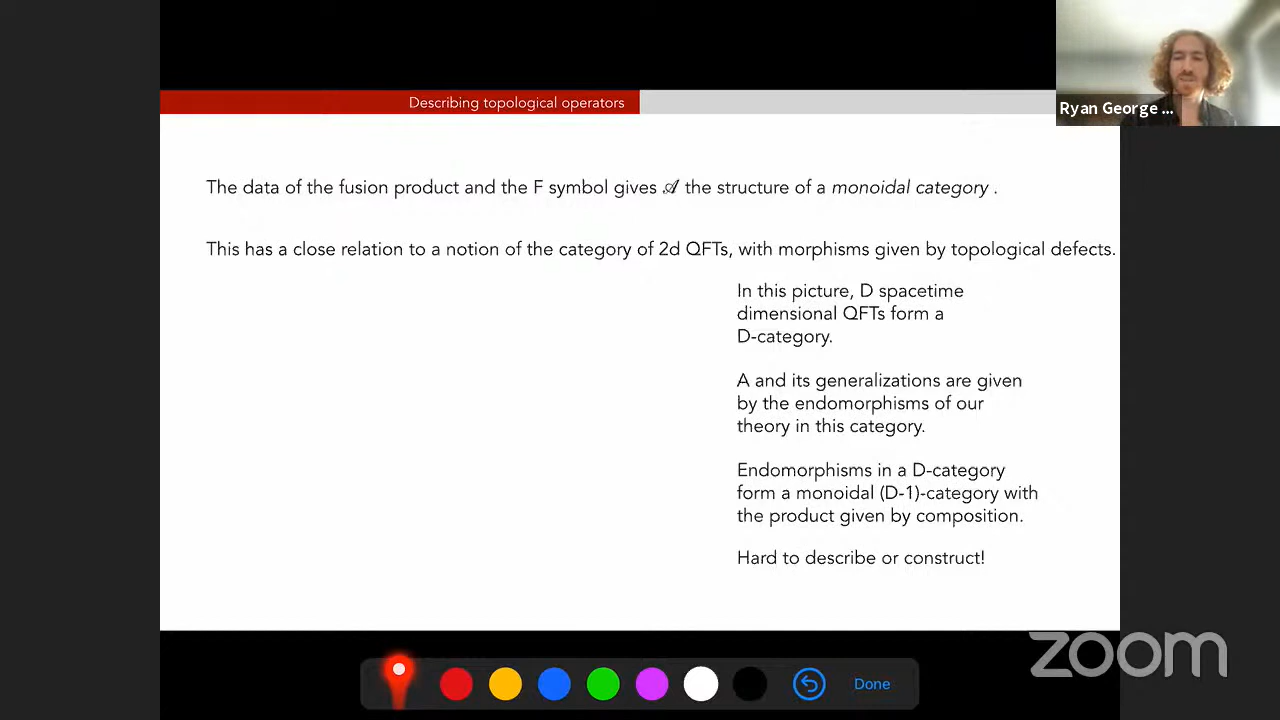 Describing topological operators
Ryan George ...
The data of the fusion product and the F symbol gives 𝒜 the structure of a monoidal category .
This has a close relation to a notion of the category of 2d QFTs, with morphisms given by topological defects.
In this picture, D spacetime
dimensional QFTs form a
D-category.
A and its generalizations are given
by the endomorphisms of our
theory in this category.
Endomorphisms in a D-category
form a monoidal (D-1)-category with
the product given by composition.
Hard to describe or construct!
zoom
Done